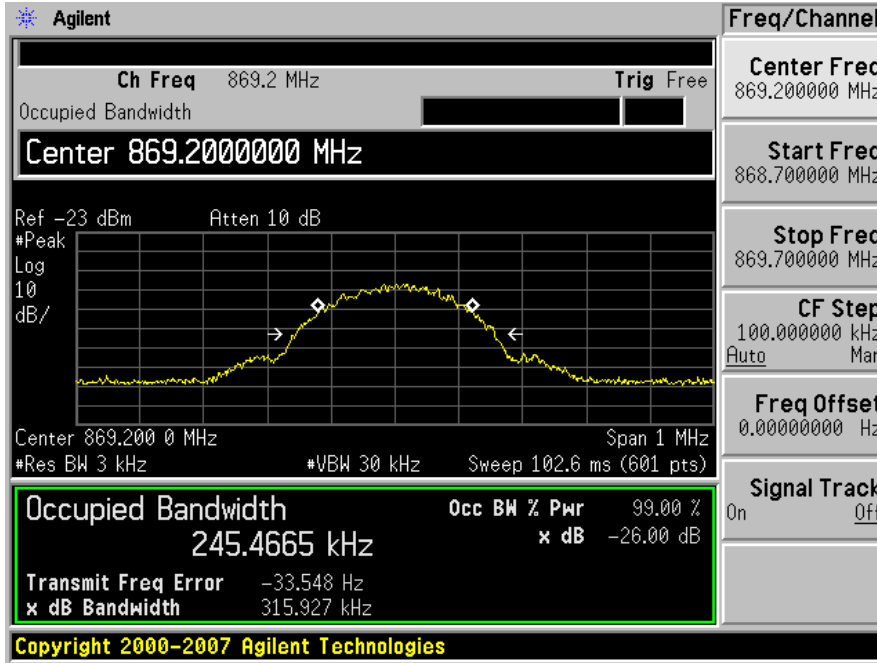 Agilent
Ch Freq 869.2 MHz Trig Free
Occupied Bandwidth
Center 869.2000000 MHz
Ref -23 dBm Atten 10 dB
#Peak
Log
10
dB/
Center 869.200 0 MHz Span 1 MHz
#Res BW 3 kHz #VBW 30 kHz Sweep 102.6 ms (601 pts)
Occupied Bandwidth
245.4665 kHz
Occ BW % Pwr 99.00 %
x dB -26.00 dB
Transmit Freq Error -33.548 Hz
x dB Bandwidth 315.927 kHz
Copyright 2000-2007 Agilent Technologies
Freq/Channel
Center Freq
869.200000 MHz
Start Freq
868.700000 MHz
Stop Freq
869.700000 MHz
CF Step
100.000000 kHz
Auto Man
Freq Offset
0.00000000 Hz
Signal Track
On Off